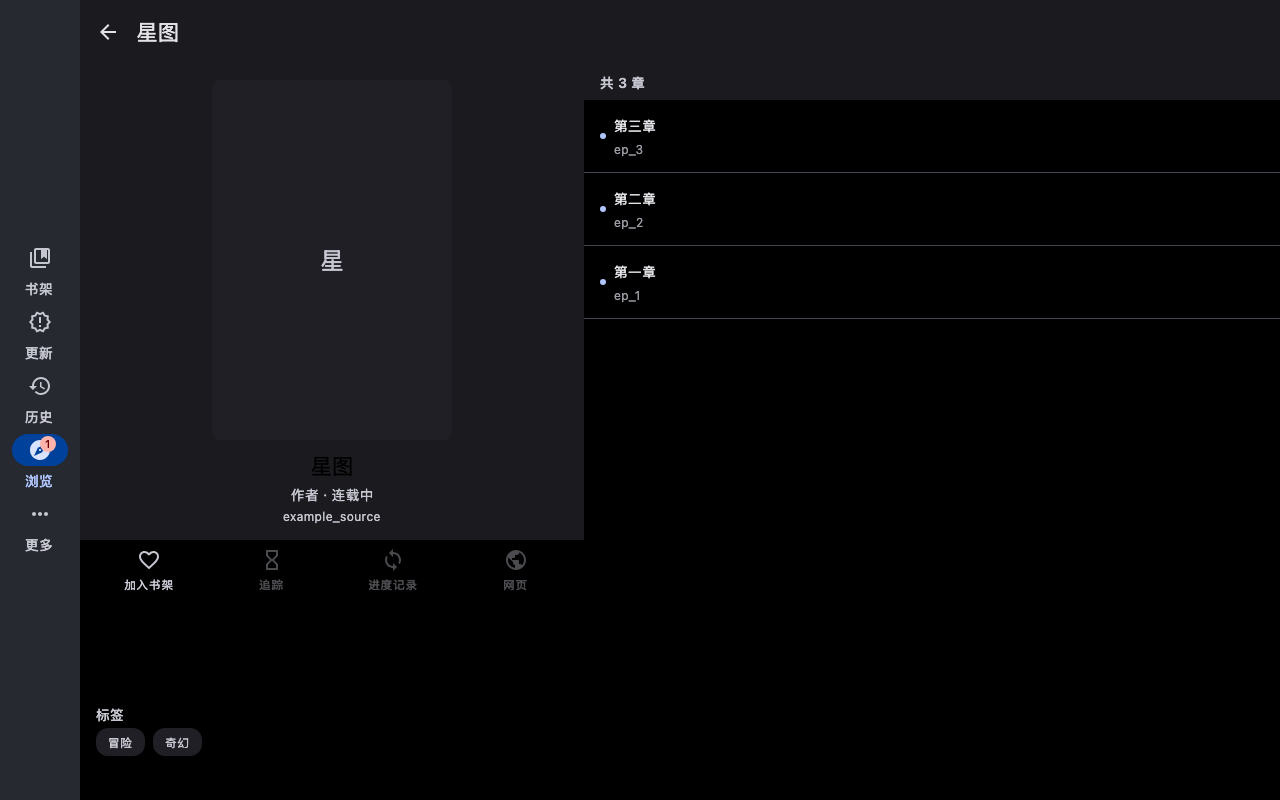 星图
书架
更新
历史
1
浏览
更多
星
星图
作者 · 连载中
example_source
加入书架
追踪
进度记录
网页
标签
冒险
奇幻
共 3 章
第三章
ep_3
第二章
ep_2
第一章
ep_1